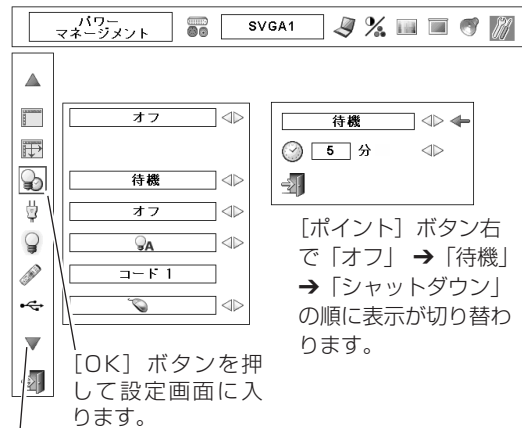 パワー
マネージメント
SVGA1
オフ
待機
オフ
A
コード 1
待機
5 分
[ポイント］ボタン右
で「オフ」 ➔「待機」
➔「シャットダウン」
の順に表示が切り替わ
ります。
[OK］ボタンを押
して設定画面に入
ります。